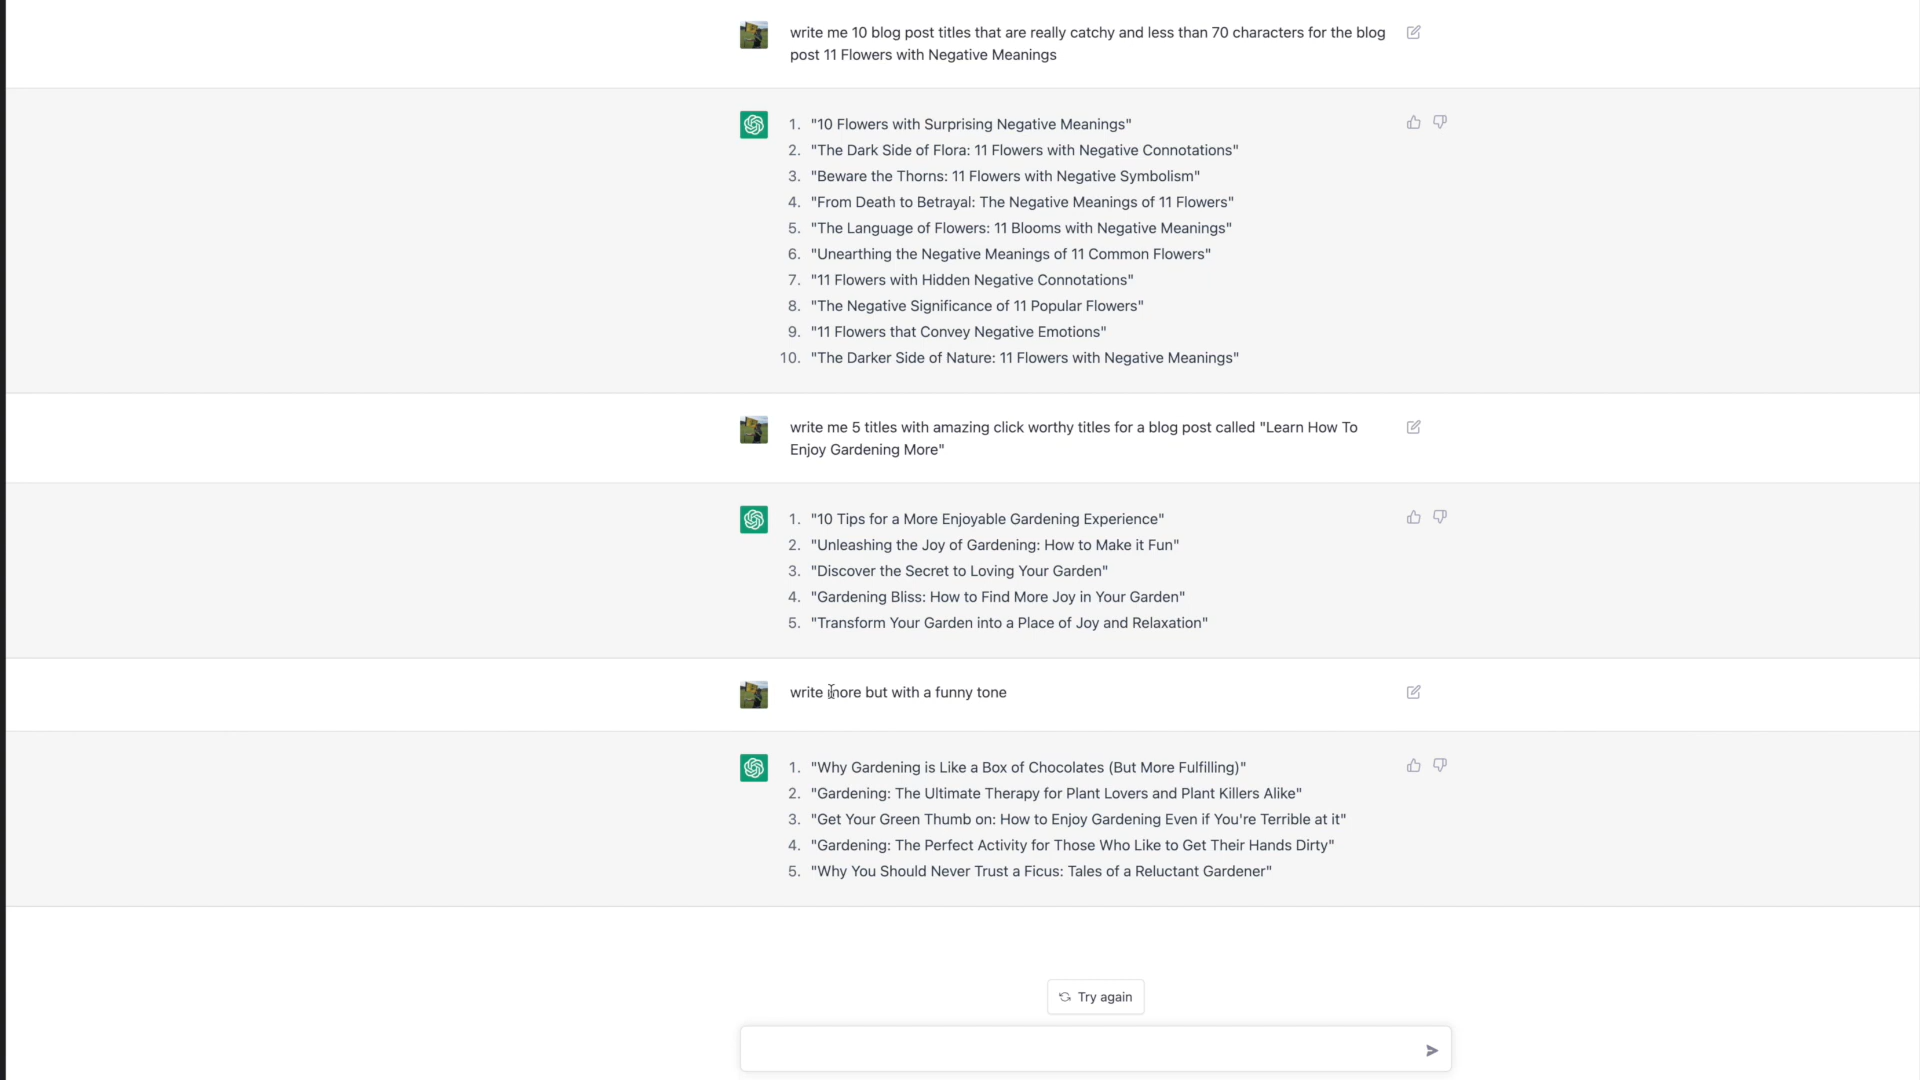 write me 10 blog post titles that are really catchy and less than 70 characters for the blog
post 11 Flowers with Negative Meanings
1. "10 Flowers with Surprising Negative Meanings"
2. "The Dark Side of Flora: 11 Flowers with Negative Connotations"
3. "Beware the Thorns: 11 Flowers with Negative Symbolism"
4. "From Death to Betrayal: The Negative Meanings of 11 Flowers"
5. "The Language of Flowers: 11 Blooms with Negative Meanings"
6. "Unearthing the Negative Meanings of 11 Common Flowers"
7. "11 Flowers with Hidden Negative Connotations"
8. "The Negative Significance of 11 Popular Flowers"
9. "11 Flowers that Convey Negative Emotions"
10. "The Darker Side of Nature: 11 Flowers with Negative Meanings"
write me 5 titles with amazing click worthy titles for a blog post called "Learn How To
Enjoy Gardening More"
1. "10 Tips for a More Enjoyable Gardening Experience"
2. "Unleashing the Joy of Gardening: How to Make it Fun"
3. "Discover the Secret to Loving Your Garden"
4. "Gardening Bliss: How to Find More Joy in Your Garden"
5. "Transform Your Garden into a Place of Joy and Relaxation"
write more but with a funny tone
1. "Why Gardening is Like a Box of Chocolates (But More Fulfilling)"
2. "Gardening: The Ultimate Therapy for Plant Lovers and Plant Killers Alike"
3. "Get Your Green Thumb on: How to Enjoy Gardening Even if You're Terrible at it"
4. "Gardening: The Perfect Activity for Those Who Like to Get Their Hands Dirty"
5. "Why You Should Never Trust a Ficus: Tales of a Reluctant Gardener"
Try again